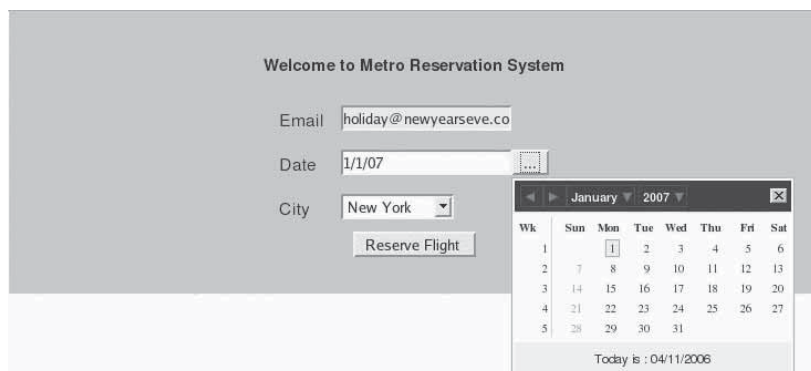 Welcome to Metro Reservation System
Email holiday@newyearseve.co
Date 1/1/07 ...
City New York
Reserve Flight
January 2007
Wk Sun Mon Tue Wed Thu Fri Sat
1 1 2 3 4 5 6
2 7 8 9 10 11 12 13
3 14 15 16 17 18 19 20
4 21 22 23 24 25 26 27
5 28 29 30 31
Today is : 04/11/2006